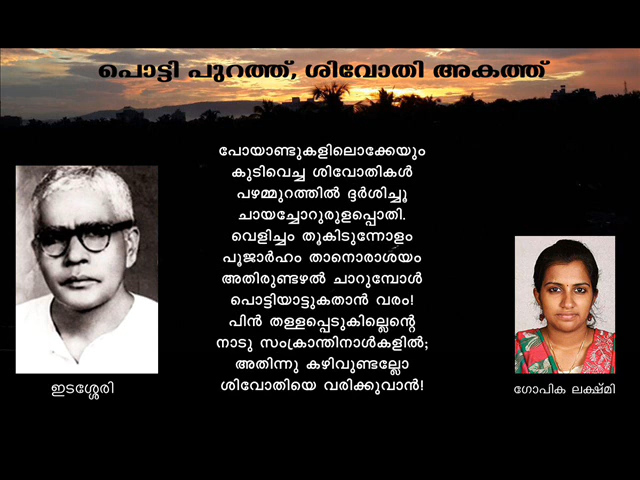 പൊട്ടി പുറത്ത്, ശിവോതി അകത്ത്
പോയാണ്ടുകളിലൊക്കേയും
കുടിവെച്ച ശിവോതികൾ
പഴമ്മുറത്തിൽ ദ്ദർശിച്ചൂ
ചായച്ചോറുരുളപ്പൊതി.
വെളിച്ചം തൂകിടുന്നോളം
പൂജാർഹം താനൊരാശയം
അതിരുണ്ടഴൽ ചാറുമ്പോൾ
പൊട്ടിയാട്ടുകതാൻ വരം!
പിൻ തള്ളപ്പെടുകില്ലെന്റെ
നാടു സംക്രാന്തിനാൾകളിൽ;
അതിന്നു കഴിവുണ്ടല്ലോ
ശിവോതിയെ വരിക്കുവാൻ!
ഇടശ്ശേരി
ഗോപിക ലക്ഷ്മി